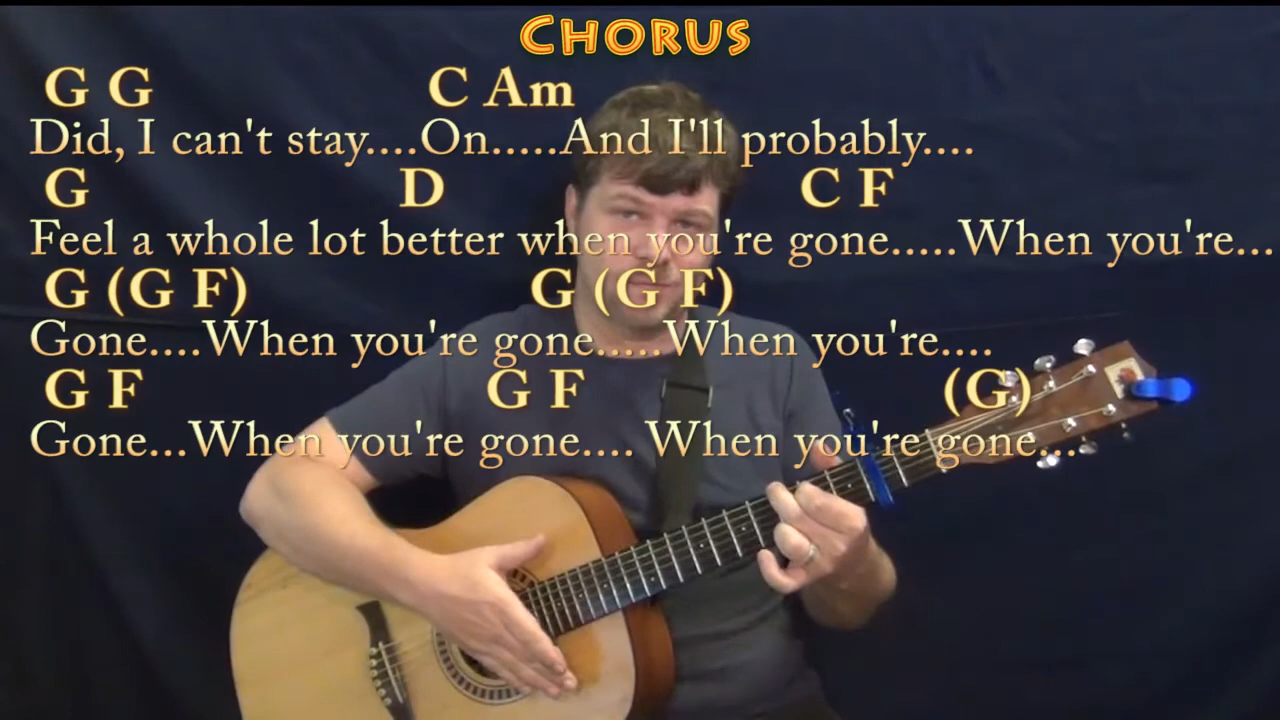 CHORUS
G G C Am
Did, I can't stay....On.....And I'll probably....
G D C F
Feel a whole lot better when you're gone.....When you're...
G (G F) G (G F)
Gone....When you're gone.....When you're....
G F G F (G)
Gone...When you're gone.... When you're gone...